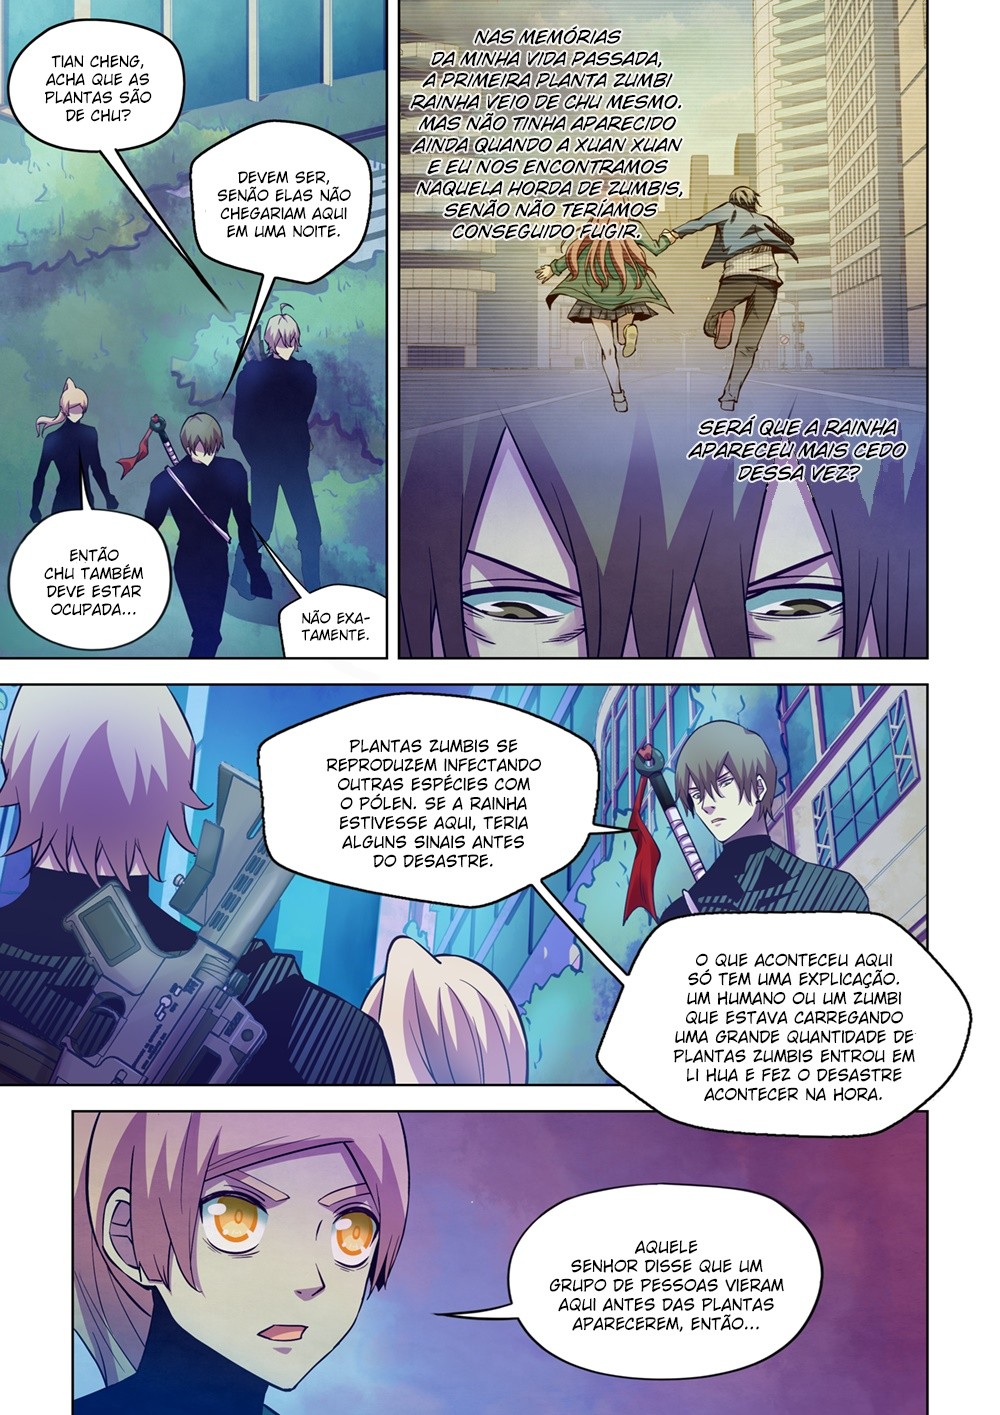 TIAN CHENG,
ACHA QUE AS
PLANTAS SÃO
DE CHU?
DEVEM SER,
SENÃO ELAS NÃO
CHEGARIAM AQUI
EM UMA NOITE.
ENTÃO
CHU TAMBÉM
DEVE ESTAR
OCUPADA...
NÃO EXA-
TAMENTE.
NAS MEMÓRIAS
DA MINHA VIDA PASSADA,
A PRIMEIRA PLANTA ZUMBI
RAINHA VEIO DE CHU MESMO.
MAS NÃO TINHA APARECIDO
AINDA QUANDO A XUAN XUAN
E EU NOS ENCONTRAMOS
NAQUELA HORDA DE ZUMBIS,
SENÃO NÃO TERÍAMOS
CONSEGUIDO FUGIR.
SERÁ QUE A RAINHA
APARECEU MAIS CEDO
DESSA VEZ?
PLANTAS ZUMBIS SE
REPRODUZEM INFECTANDO
OUTRAS ESPÉCIES COM
O PÓLEN. SE A RAINHA
ESTIVESSE AQUI, TERIA
ALGUNS SINAIS ANTES
DO DESASTRE.
O QUE ACONTECEU AQUI
SÓ TEM UMA EXPLICAÇÃO.
UM HUMANO OU UM ZUMBI
QUE ESTAVA CARREGANDO
UMA GRANDE QUANTIDADE DE
PLANTAS ZUMBIS ENTROU EM
LI HUA E FEZ O DESASTRE
ACONTECER NA HORA.
AQUELE
SENHOR DISSE QUE UM
GRUPO DE PESSOAS VIERAM
AQUI ANTES DAS PLANTAS
APARECEREM, ENTÃO...